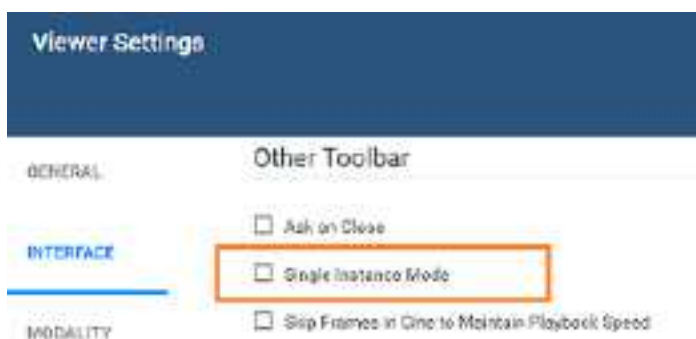 Viewer Settings
Other Toolbar
GENERAL
Ask on Close
INTERFACE
Single Instance Mode
Skip Frames in Cine to Maintain Playback Speed
MODALITY